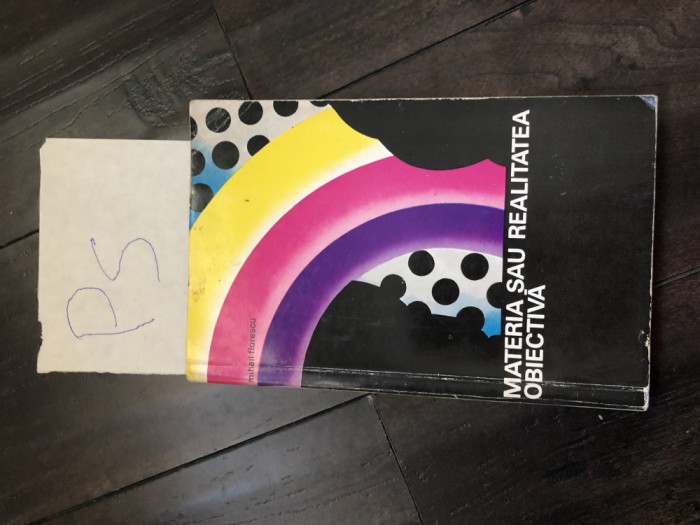 PS
mihail florescu
MATERIA SAU REALITATEA
OBIECTIVĂ